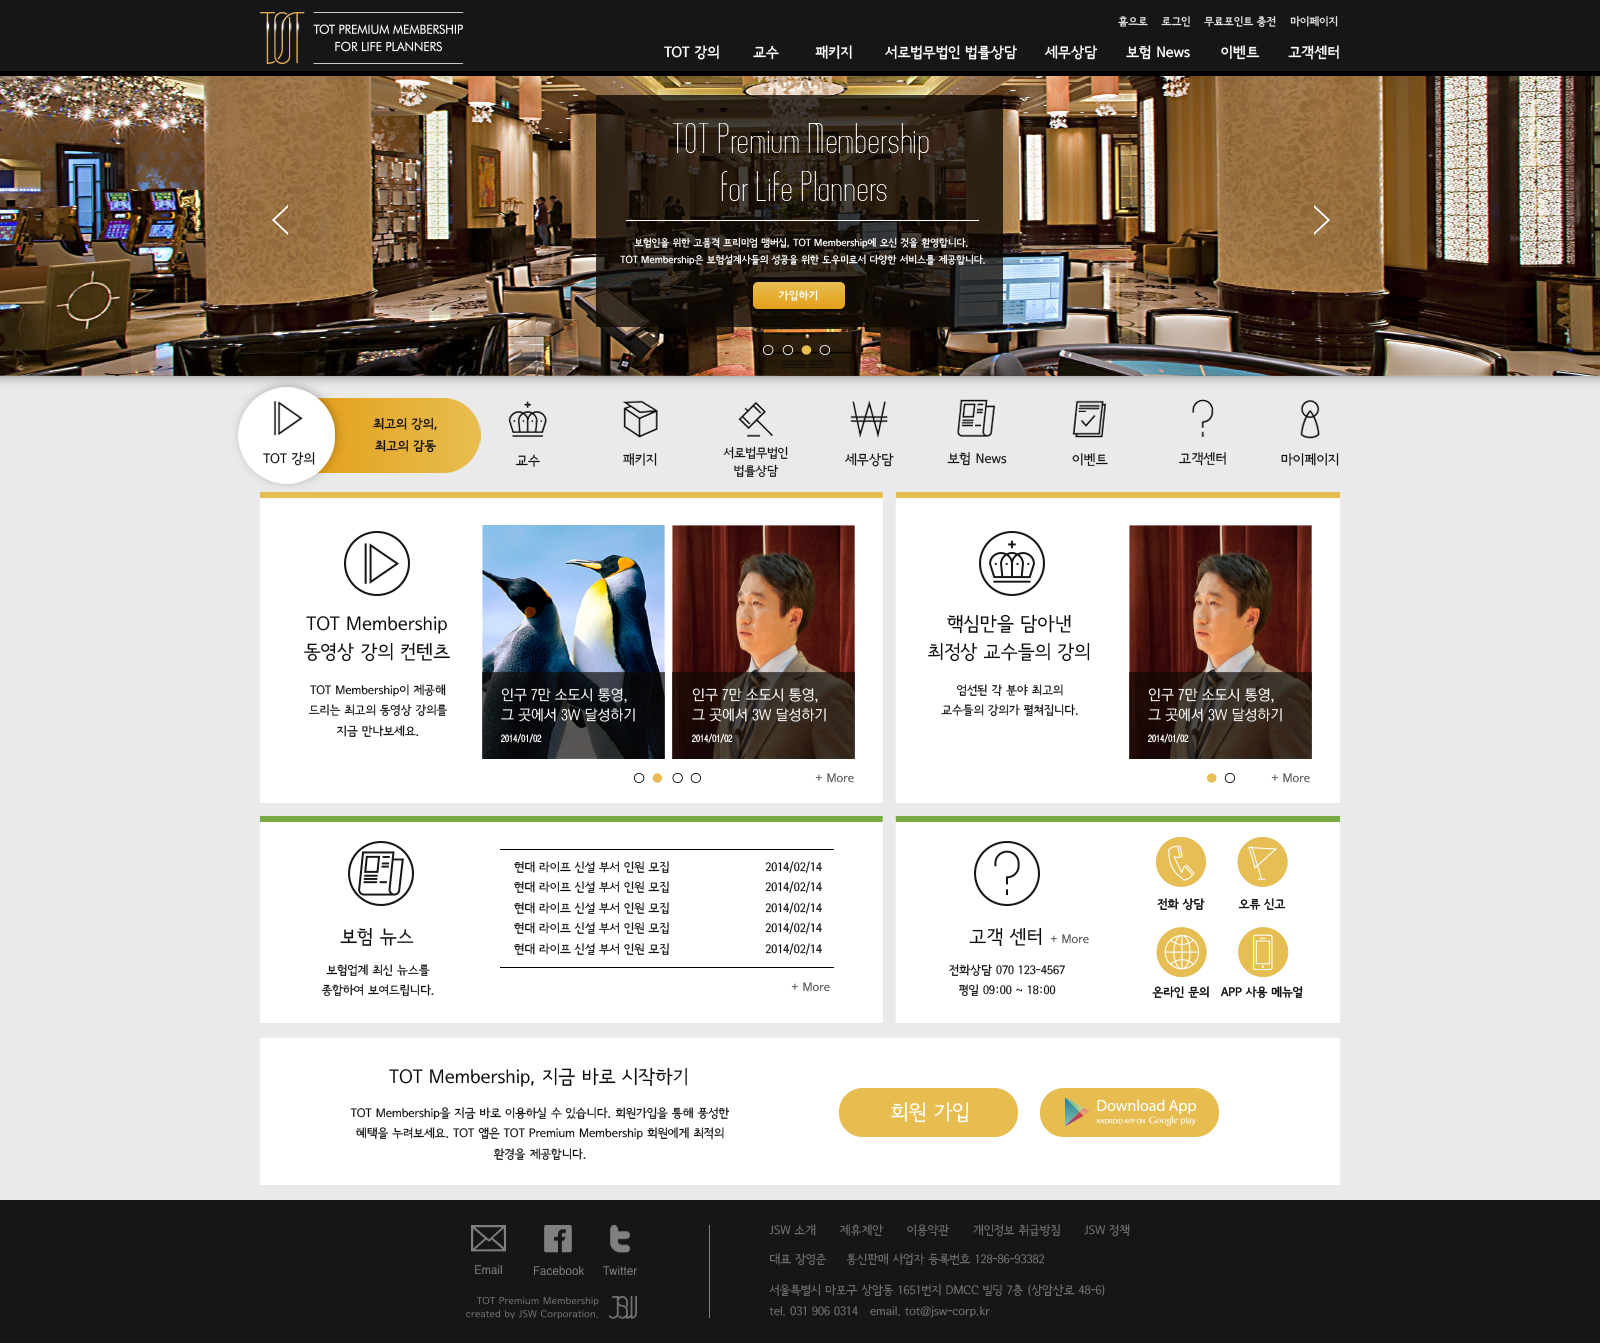 TOT PREMIUM MEMBERSHIP
FOR LIFE PLANNERS
홈으로 로그인 무료포인트 충전 마이페이지
TOT 강의 교수 패키지 서로법무법인 법률상담 세무상담 보험 News 이벤트 고객센터
TOT Premium Membership
for Life Planners
보험인을 위한 고품격 프리미엄 맴버십, TOT Membership에 오신 것을 환영합니다.
TOT Membership은 보험설계사들의 성공을 위한 도우미로서 다양한 서비스를 제공합니다.
가입하기
TOT 강의
최고의 강의,
최고의 감동
교수
패키지
서로법무법인
법률상담
세무상담
보험 News
이벤트
고객센터
마이페이지
TOT Membership
동영상 강의 컨텐츠
TOT Membership이 제공해
드리는 최고의 동영상 강의를
지금 만나보세요.
인구 7만 소도시 통영,
그 곳에서 3W 달성하기
2014/01/02
인구 7만 소도시 통영,
그 곳에서 3W 달성하기
2014/01/02
+ More
핵심만을 담아낸
최정상 교수들의 강의
엄선된 각 분야 최고의
교수들의 강의가 펼쳐집니다.
인구 7만 소도시 통영,
그 곳에서 3W 달성하기
2014/01/02
+ More
보험 뉴스
보험업계 최신 뉴스를
종합하여 보여드립니다.
현대 라이프 신설 부서 인원 모집 2014/02/14
현대 라이프 신설 부서 인원 모집 2014/02/14
현대 라이프 신설 부서 인원 모집 2014/02/14
현대 라이프 신설 부서 인원 모집 2014/02/14
현대 라이프 신설 부서 인원 모집 2014/02/14
+ More
고객 센터 + More
전화상담 070 123-4567
평일 09:00 ~ 18:00
전화 상담
오류 신고
온라인 문의
APP 사용 메뉴얼
TOT Membership, 지금 바로 시작하기
TOT Membership을 지금 바로 이용하실 수 있습니다. 회원가입을 통해 풍성한
혜택을 누려보세요. TOT 앱은 TOT Premium Membership 회원에게 최적의
환경을 제공합니다.
회원 가입
Download App
ANDROID APP ON Google play
Email
Facebook
Twitter
TOT Premium Membership
created by JSW Corporation.
JSW
JSW 소개 제휴제안 이용약관 개인정보 취급방침 JSW 정책
대표 장영준 통신판매 사업자 등록번호 128-86-93382
서울특별시 마포구 상암동 1651번지 DMCC 빌딩 7층 (상암산로 48-6)
tel. 031 906 0314 email. tot@jsw-corp.kr